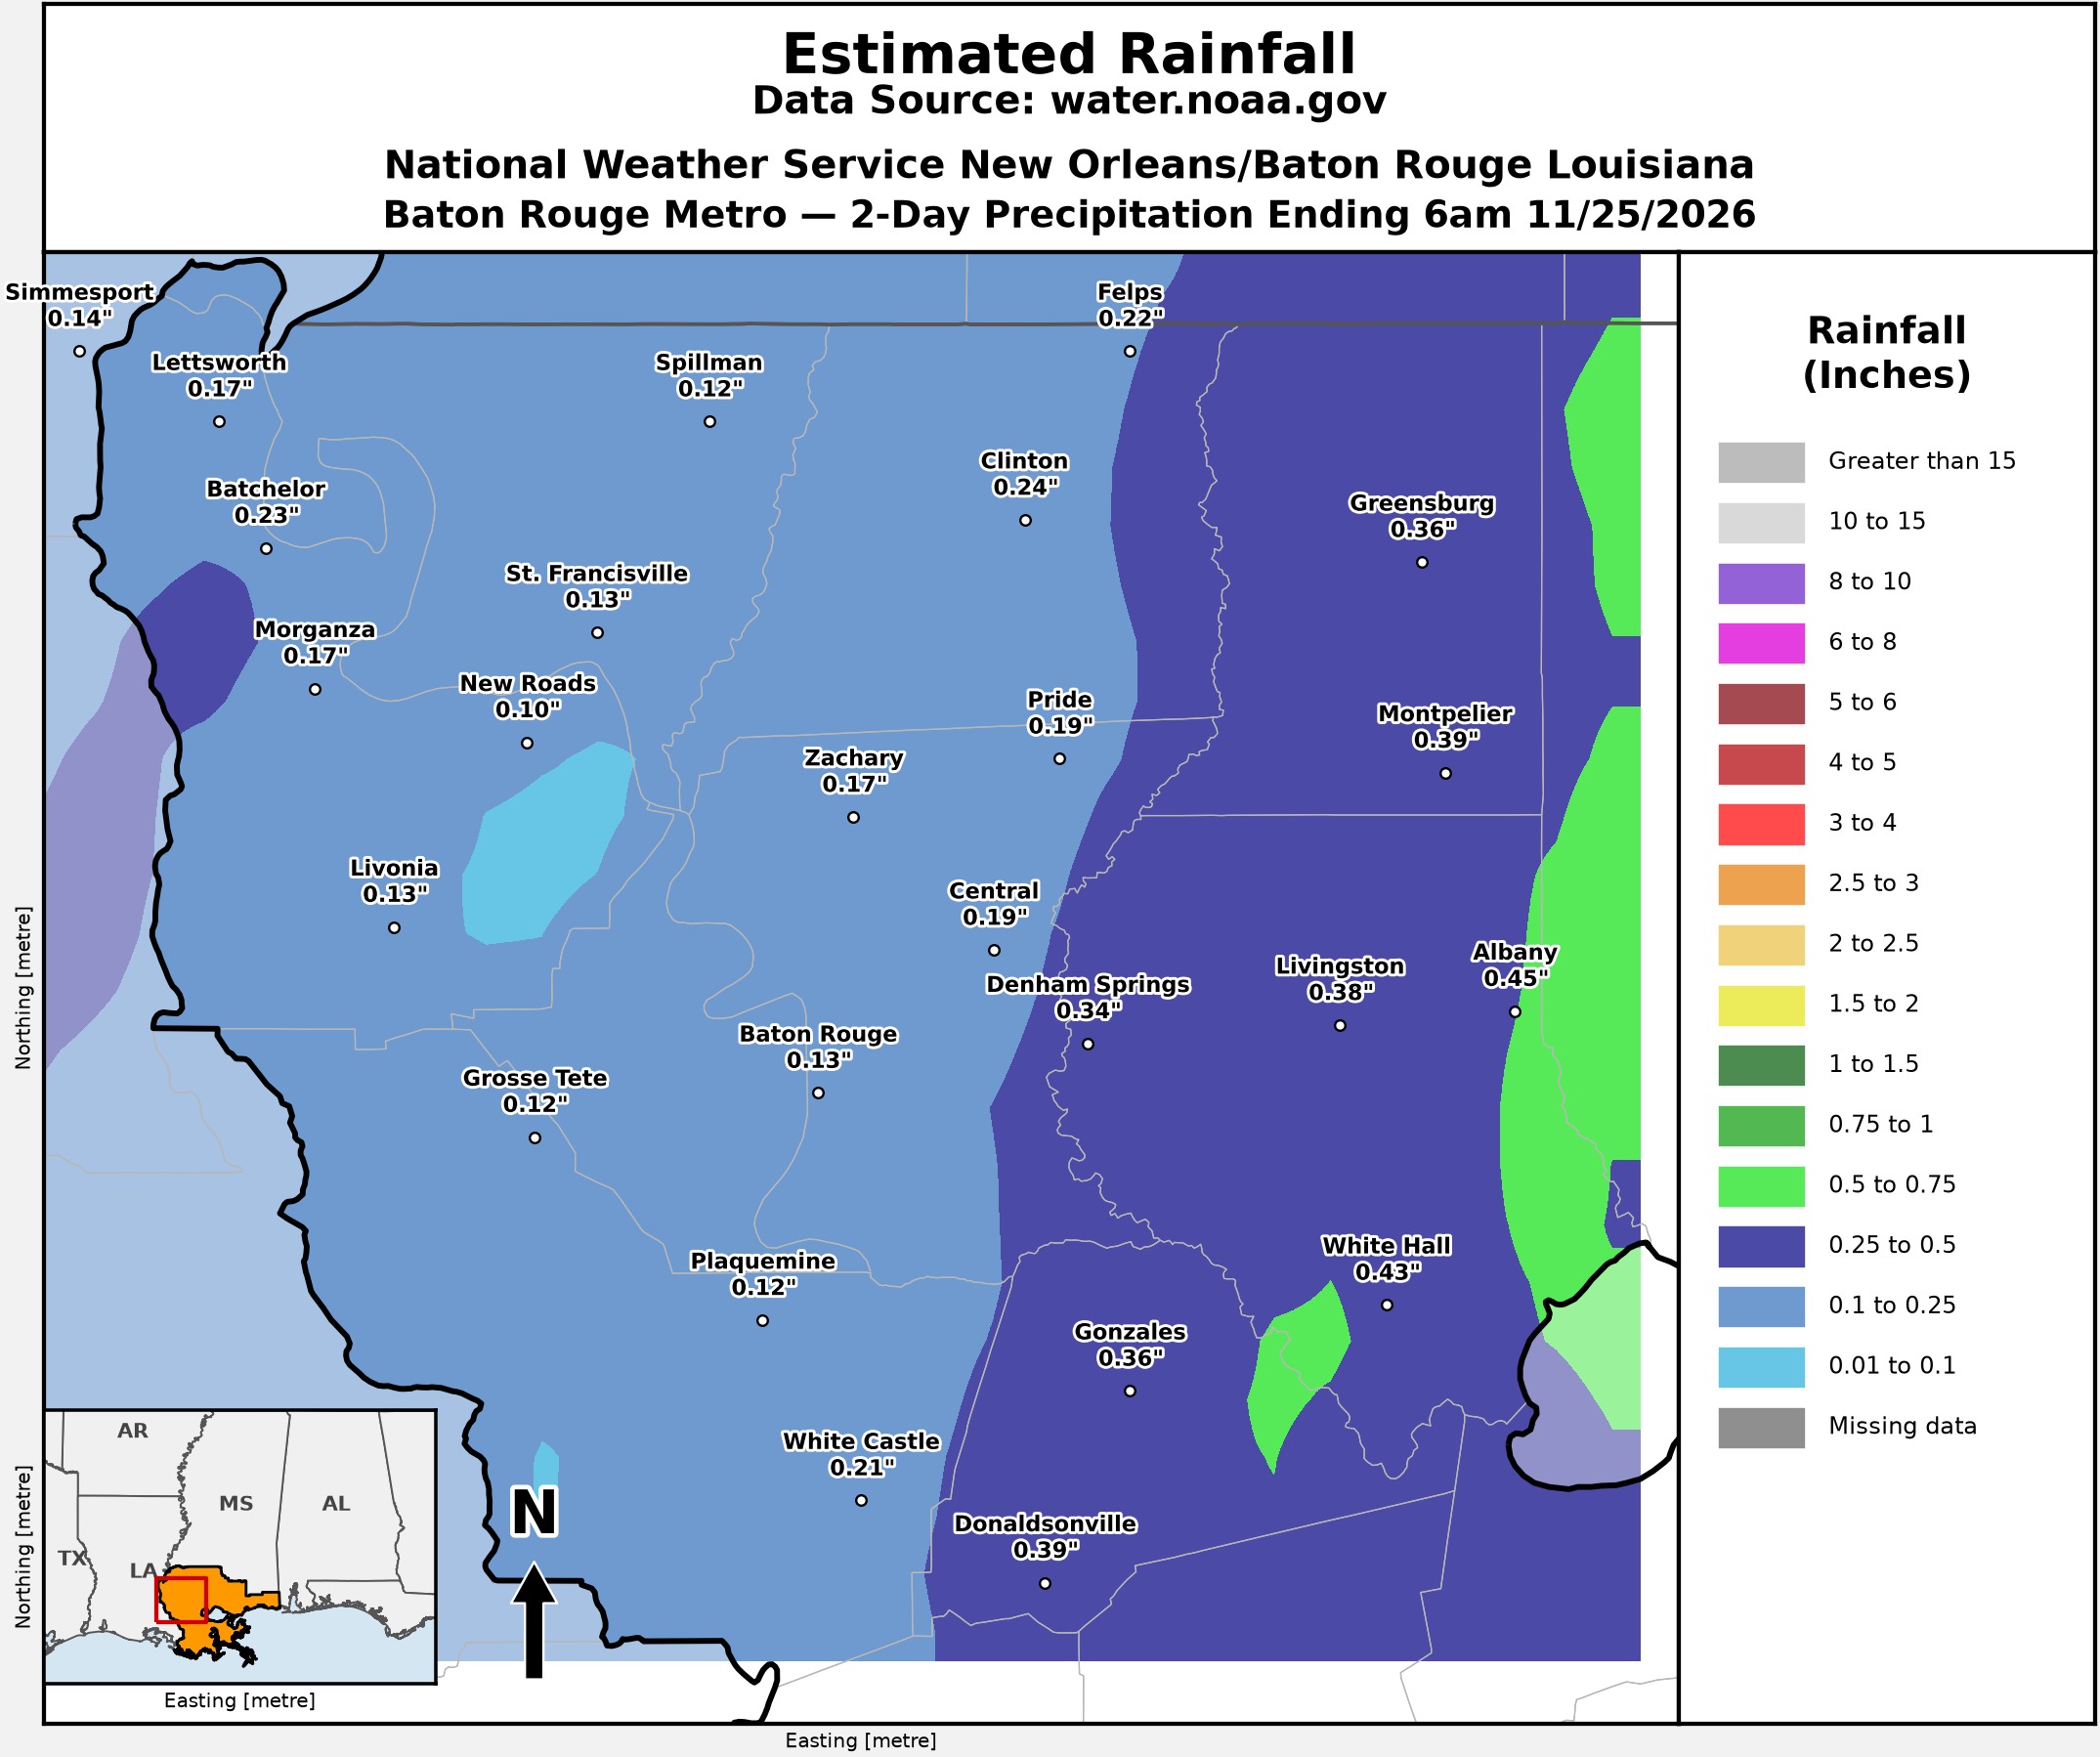 Estimated Rainfall
Data Source: water.noaa.gov
National Weather Service New Orleans/Baton Rouge Louisiana
Baton Rouge Metro — 2-Day Precipitation Ending 6am 11/25/2026
Simmesport
0.14"
Felps
0.22"
Lettsworth
0.17"
Spillman
0.12"
Clinton
0.24"
Batchelor
0.23"
Greensburg
0.36"
St. Francisville
0.13"
Morganza
0.17"
New Roads
0.10"
Pride
0.19"
Montpelier
0.39"
Zachary
0.17"
Livonia
0.13"
Central
0.19"
Albany
0.45"
Livingston
0.38"
Denham Springs
0.34"
Baton Rouge
0.13"
Grosse Tete
0.12"
White Hall
0.43"
Plaquemine
0.12"
Gonzales
0.36"
White Castle
0.21"
Donaldsonville
0.39"
N
AR
MS
AL
TX
LA
Easting [metre]
Easting [metre]
Northing [metre]
Northing [metre]
Rainfall
(Inches)
Greater than 15
10 to 15
8 to 10
6 to 8
5 to 6
4 to 5
3 to 4
2.5 to 3
2 to 2.5
1.5 to 2
1 to 1.5
0.75 to 1
0.5 to 0.75
0.25 to 0.5
0.1 to 0.25
0.01 to 0.1
Missing data